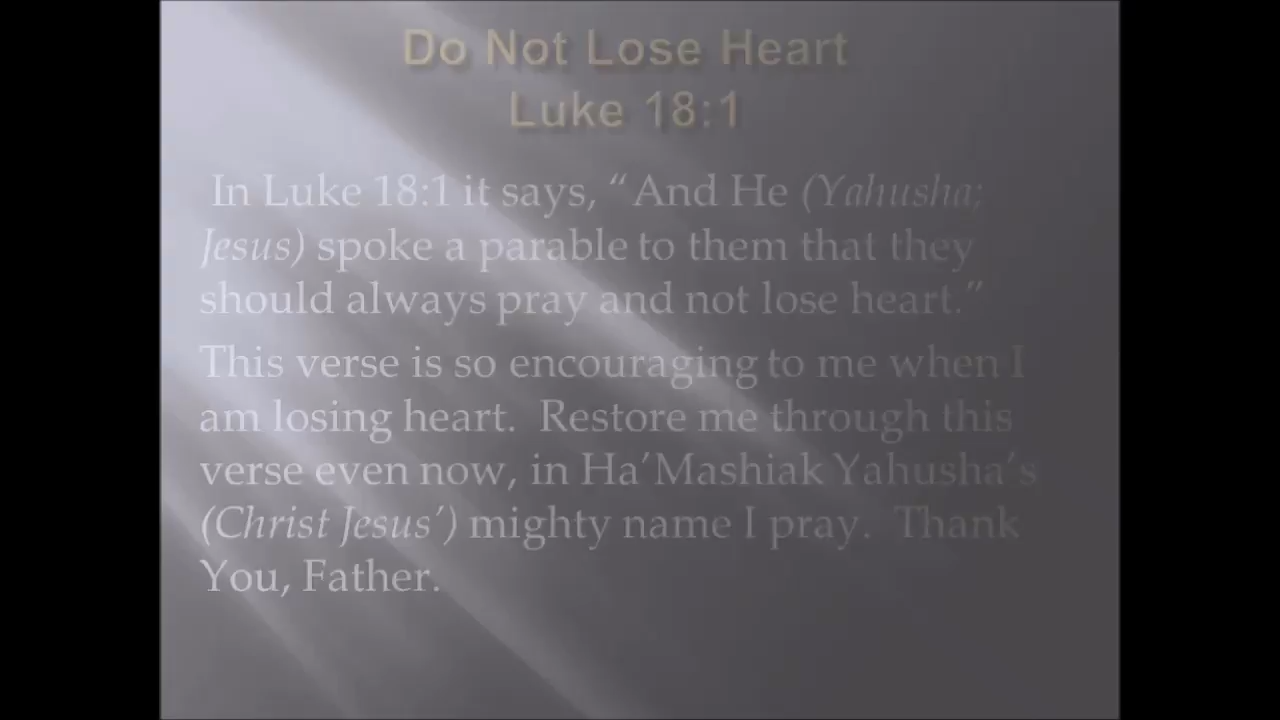 Do Not Lose Heart
Luke 18:1
In Luke 18:1 it says, “And He (Yahusha;
Jesus) spoke a parable to them that they
should always pray and not lose heart.”
This verse is so encouraging to me when I
am losing heart.  Restore me through this
verse even now, in Ha’Mashiak Yahusha’s
(Christ Jesus’) mighty name I pray.  Thank
You, Father.